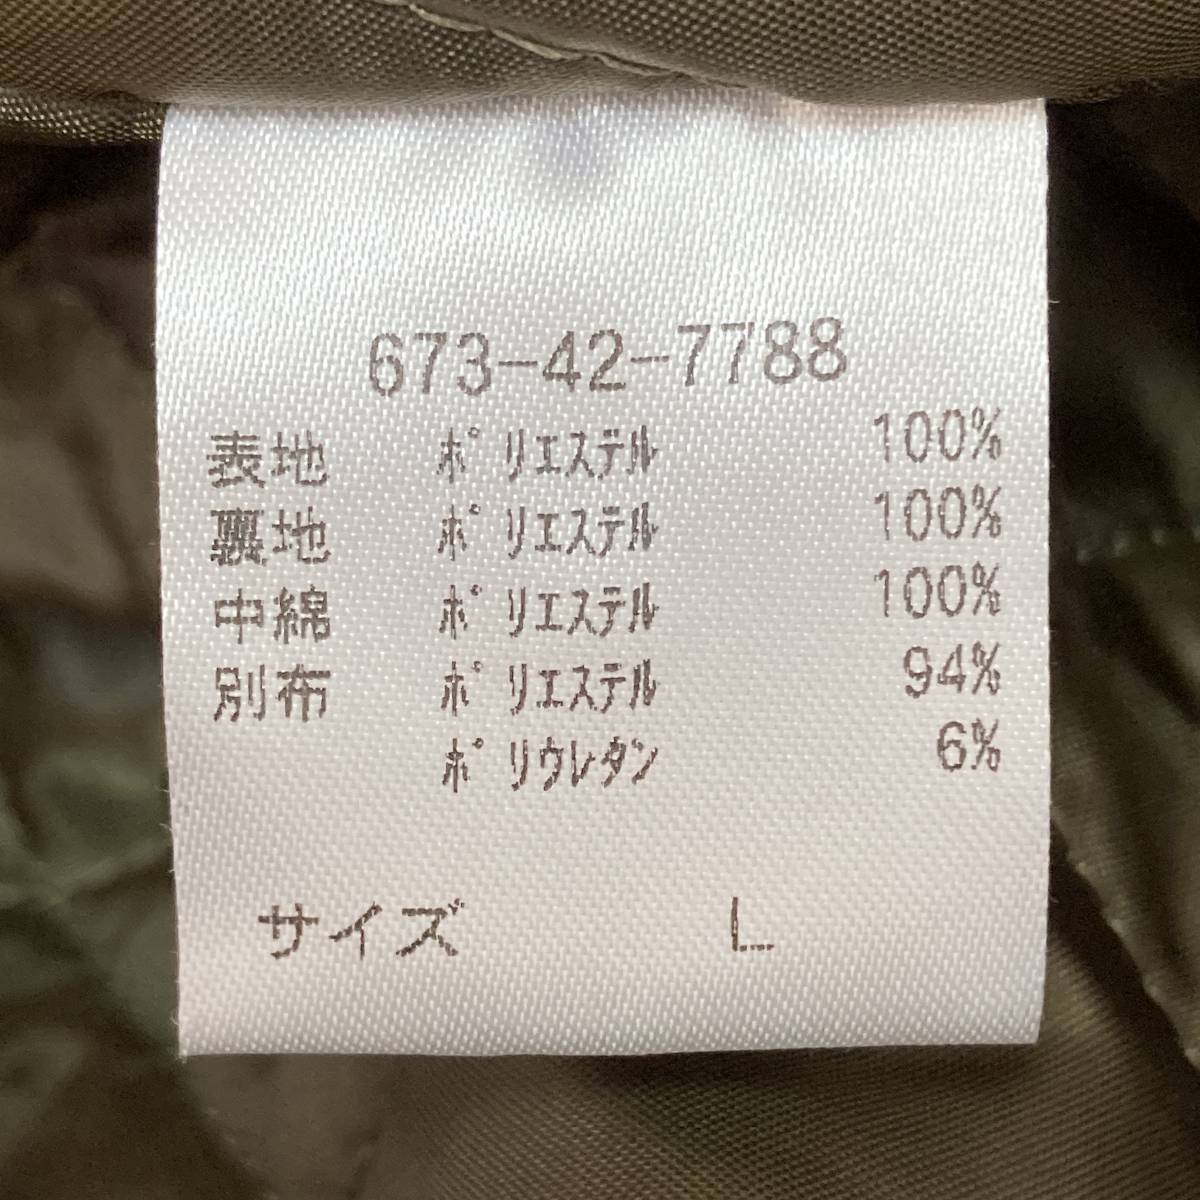 673-42-7788
表地 ポリエステル 100%
裏地 ポリエステル 100%
中綿 ポリエステル 100%
別布 ポリエステル 94%
ポリウレタン 6%
サイズ L